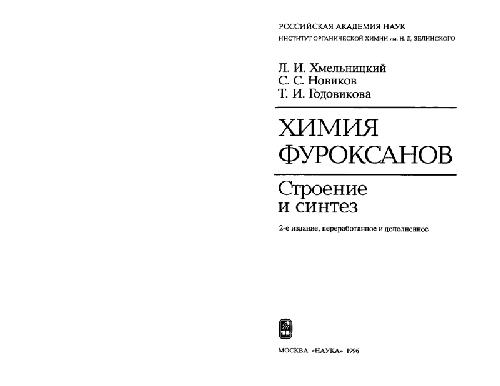 РОССИЙСКАЯ АКАДЕМИЯ НАУК
ИНСТИТУТ ОРГАНИЧЕСКОЙ ХИМИИ им. Н. Д. ЗЕЛИНСКОГО
Л. И. Хмельницкий
С. С. Новиков
Т. И. Годовикова
ХИМИЯ
ФУРОКСАНОВ
Строение
и синтез
2-е издание, переработанное и дополненное
МОСКВА «НАУКА» 1996